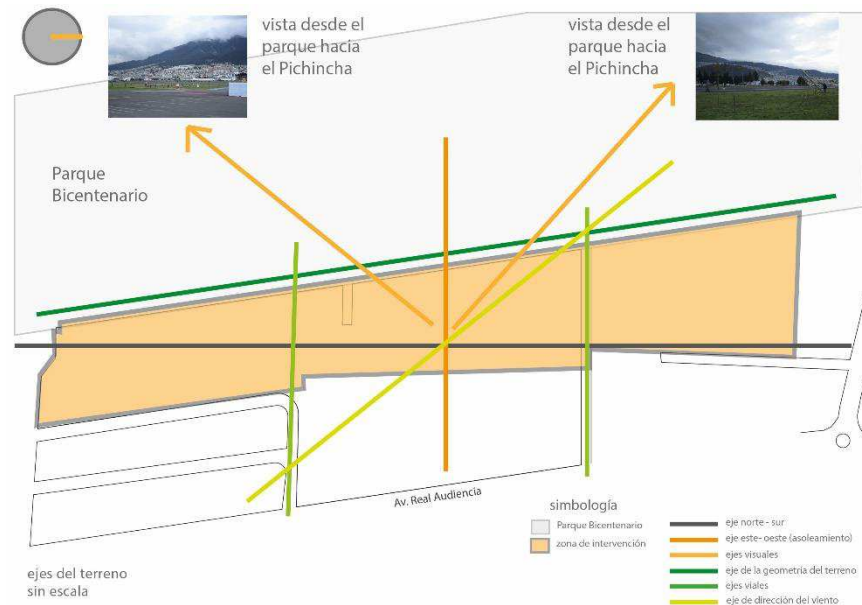 vista desde el
parque hacia
el Pichincha
vista desde el
parque hacia
el Pichincha
Parque
Bicentenario
Av. Real Audiencia
simbología
Parque Bicentenario
zona de intervención
eje norte - sur
eje este- oeste (asoleamiento)
ejes visuales
eje de la geometría del terreno
ejes viales
eje de dirección del viento
ejes del terreno
sin escala